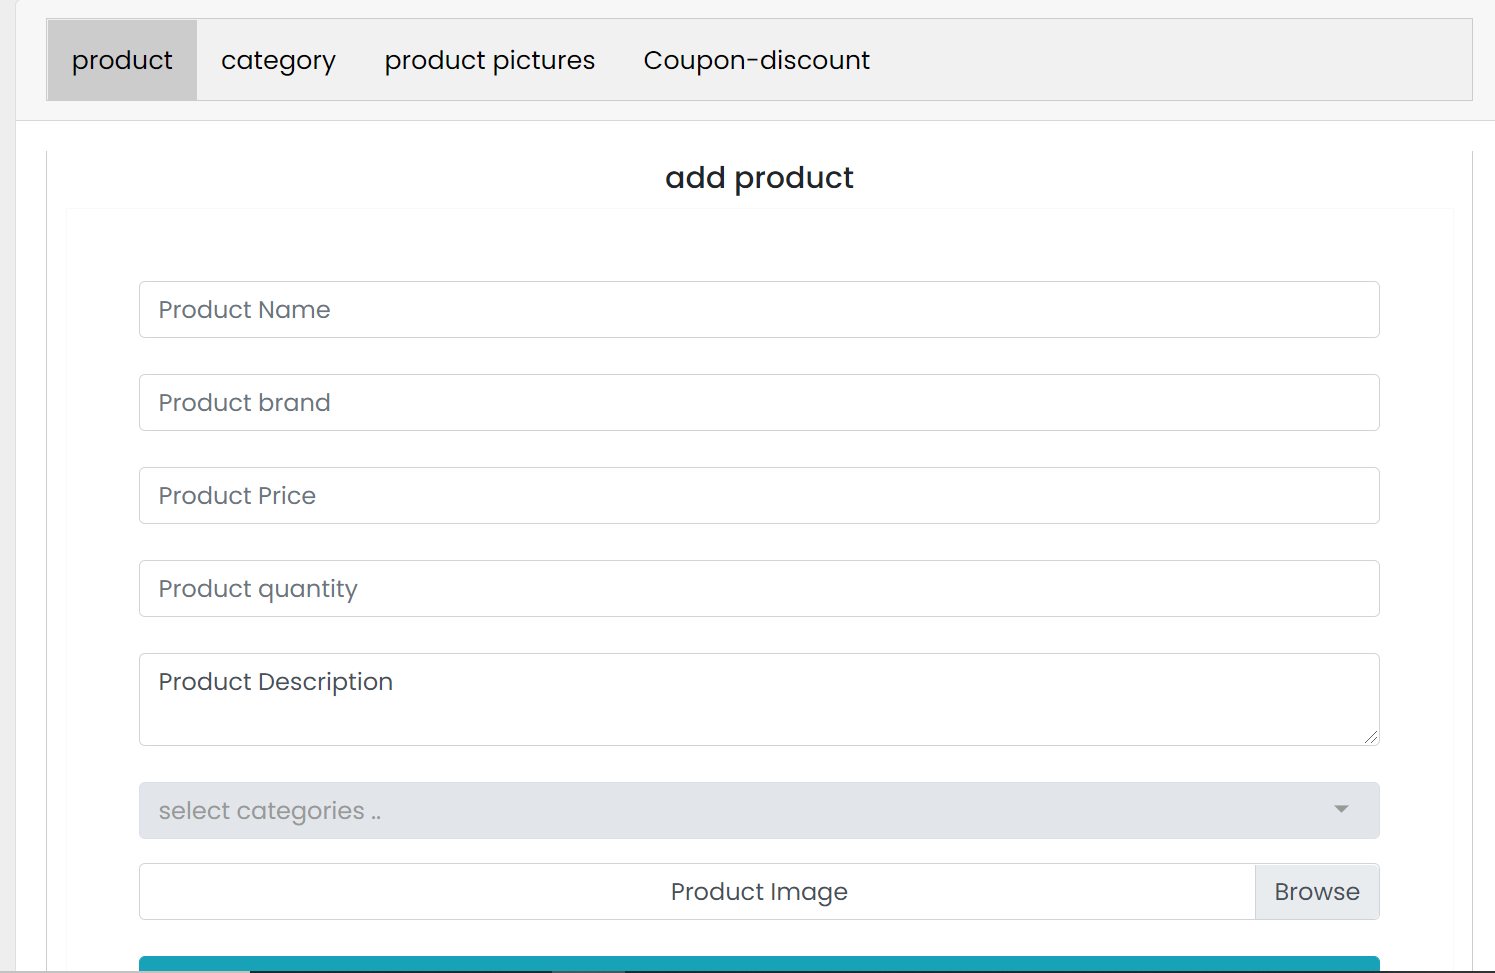 product category product pictures Coupon-discount
add product
Product Name
Product brand
Product Price
Product quantity
Product Description
select categories ..
Product Image Browse